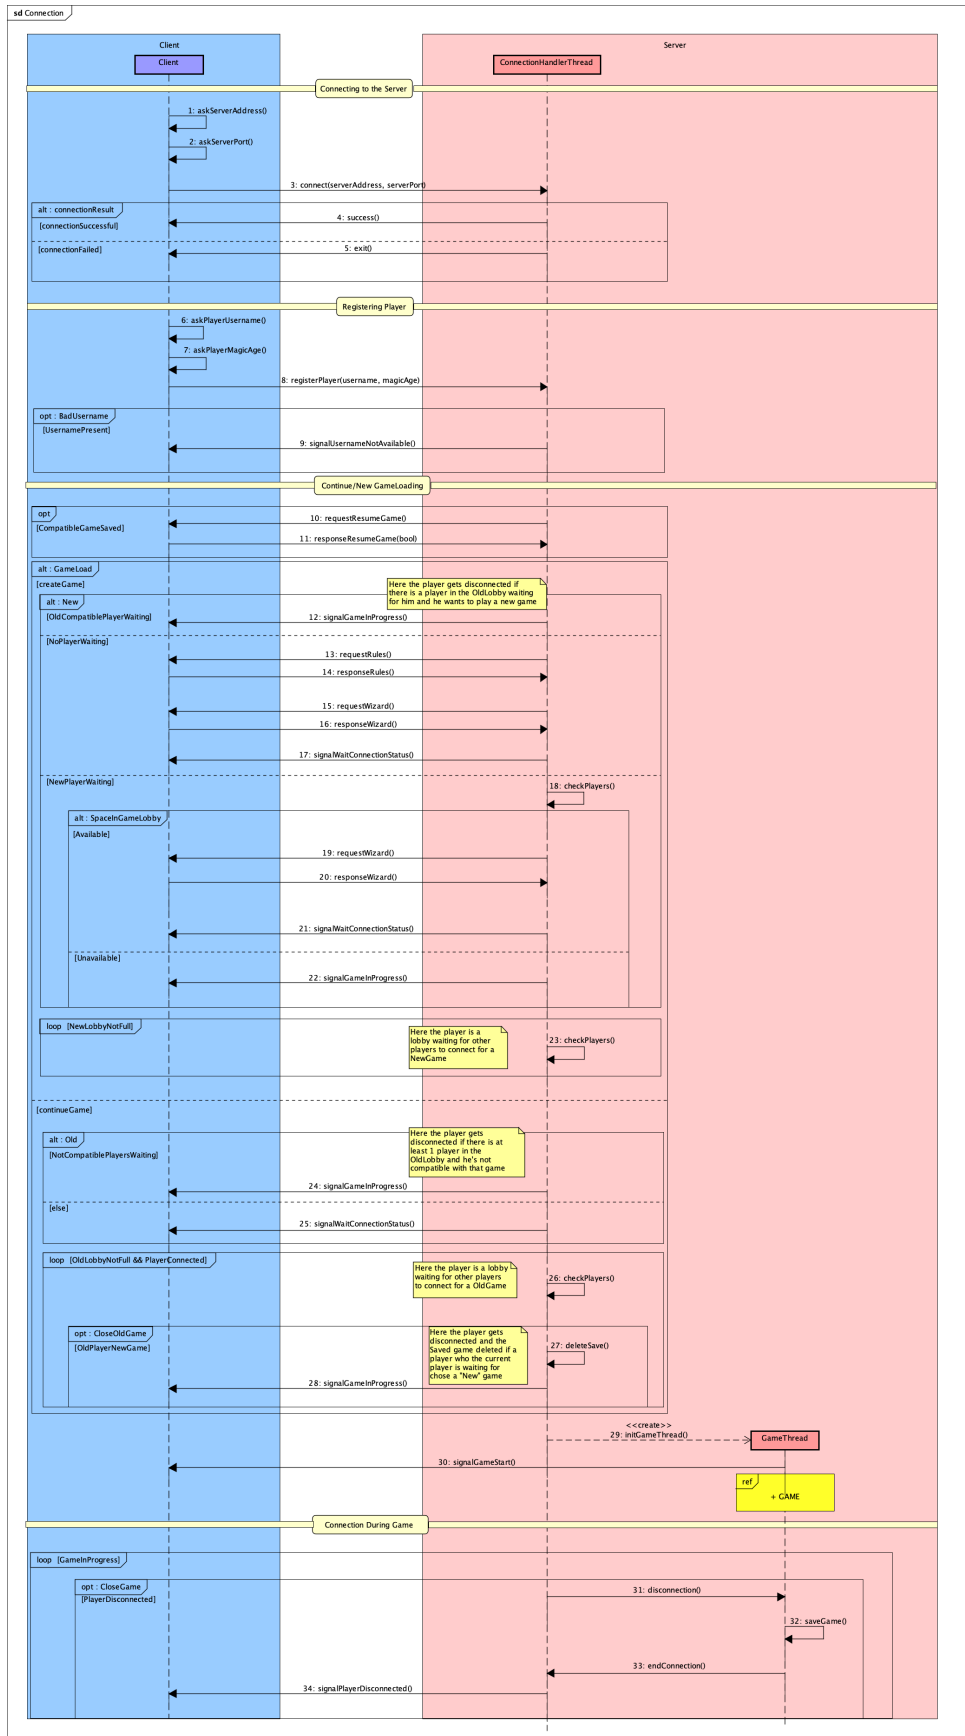 sd Connection
Client
Server
Client
ConnectionHandlerThread
Connecting to the Server
1: askServerAddress()
2: askServerPort()
3: connect(serverAddress, serverPort)
alt : connectionResult
[connectionSuccessful]
4: success()
[connectionFailed]
5: exit()
Registering Player
6: askPlayerUsername()
7: askPlayerMagicAge()
8: registerPlayer(username, magicAge)
opt : BadUsername
[UsernamePresent]
9: signalUsernameNotAvailable()
Continue/New GameLoading
opt
[CompatibleGameSaved]
10: requestResumeGame()
11: responseResumeGame(bool)
alt : GameLoad
[createGame]
Here the player gets disconnected if
there is a player in the OldLobby waiting
for him and he wants to play a new game
alt : New
[OldCompatiblePlayerWaiting]
12: signalGameInProgress()
[NoPlayerWaiting]
13: requestRules()
14: responseRules()
15: requestWizard()
16: responseWizard()
17: signalWaitConnectionStatus()
[NewPlayerWaiting]
18: checkPlayers()
alt : SpaceInGameLobby
[Available]
19: requestWizard()
20: responseWizard()
21: signalWaitConnectionStatus()
[Unavailable]
22: signalGameInProgress()
loop [NewLobbyNotFull]
Here the player is a
lobby waiting for other
players to connect for a
NewGame
23: checkPlayers()
[continueGame]
alt : Old
[NotCompatiblePlayersWaiting]
Here the player gets
disconnected if there is at
least 1 player in the
OldLobby and he's not
compatible with that game
24: signalGameInProgress()
[else]
25: signalWaitConnectionStatus()
loop [OldLobbyNotFull && PlayerConnected]
Here the player is a lobby
waiting for other players
to connect for a OldGame
26: checkPlayers()
opt : CloseOldGame
[OldPlayerNewGame]
Here the player gets
disconnected and the
Saved game deleted if a
player who the current
player is waiting for
chose a "New" game
27: deleteSave()
28: signalGameInProgress()
<<create>>
29: initGameThread()
GameThread
30: signalGameStart()
ref
+ GAME
Connection During Game
loop [GameInProgress]
opt : CloseGame
[PlayerDisconnected]
31: disconnection()
32: saveGame()
33: endConnection()
34: signalPlayerDisconnected()